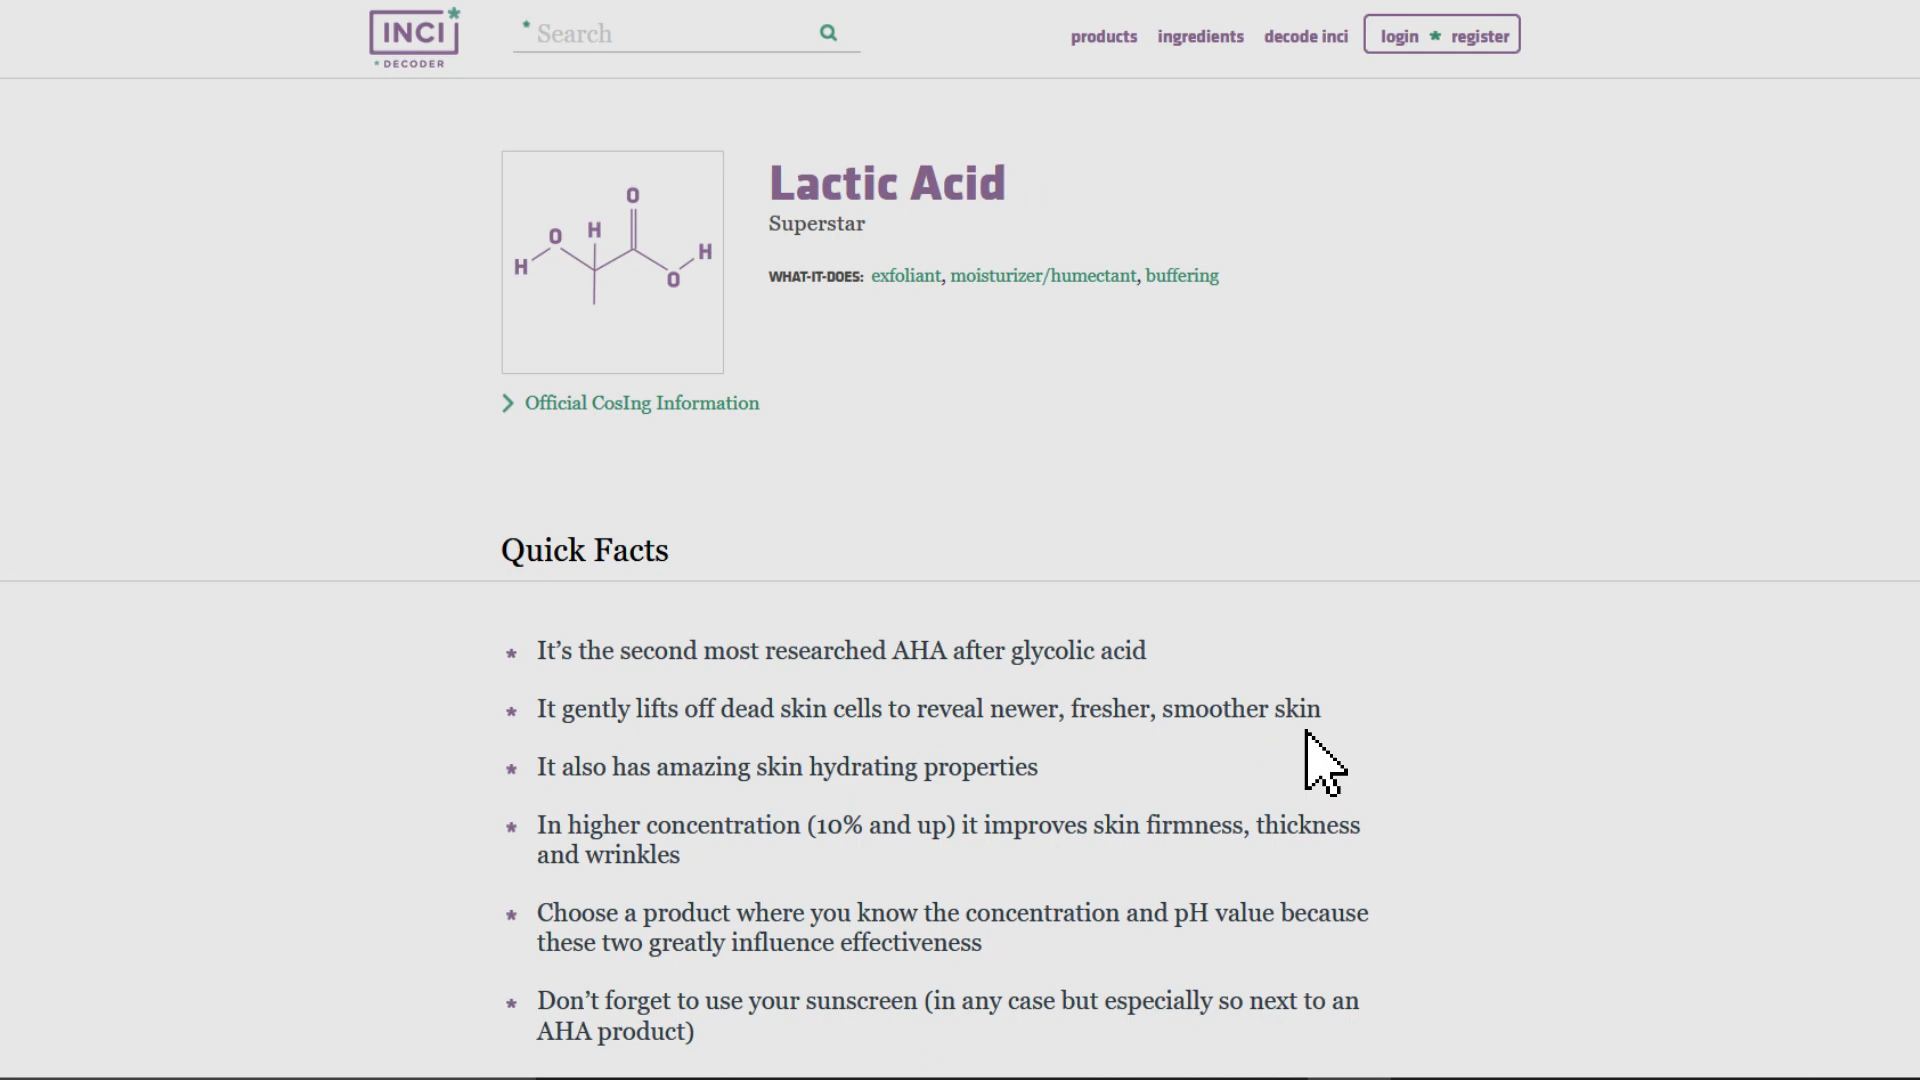 INCI*
* DECODER
* Search
products ingredients decode inci login * register
O
H
O
H
H
O
Lactic Acid
Superstar
WHAT-IT-DOES: exfoliant, moisturizer/humectant, buffering
Official CosIng Information
Quick Facts
* It’s the second most researched AHA after glycolic acid
* It gently lifts off dead skin cells to reveal newer, fresher, smoother skin
* It also has amazing skin hydrating properties
* In higher concentration (10% and up) it improves skin firmness, thickness
and wrinkles
* Choose a product where you know the concentration and pH value because
these two greatly influence effectiveness
* Don’t forget to use your sunscreen (in any case but especially so next to an
AHA product)